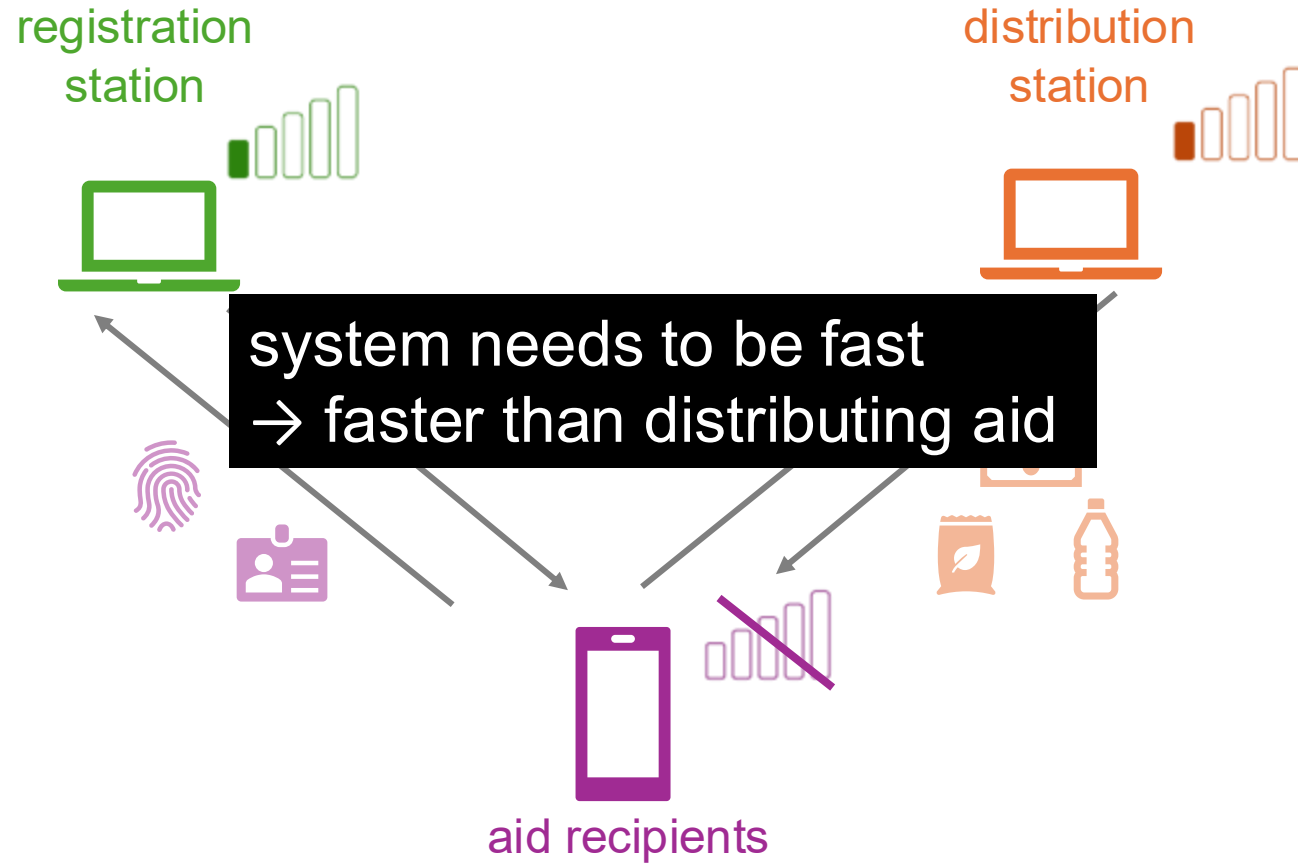 registration
station
distribution
station
system needs to be fast
→ faster than distributing aid
aid recipients